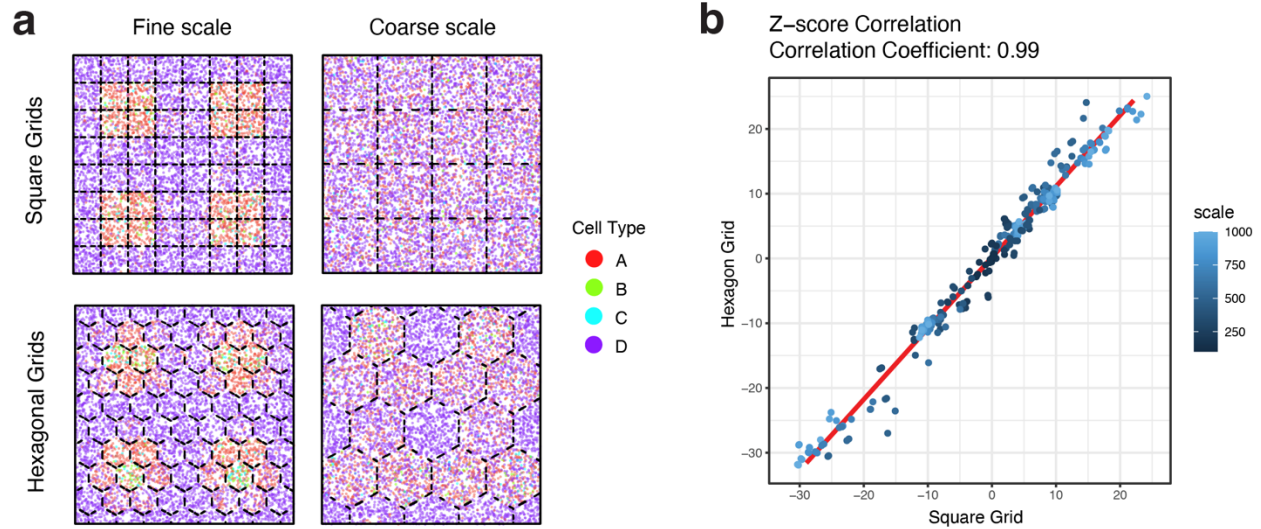 a
Fine scale
Coarse scale
Square Grids
Hexagonal Grids
Cell Type
A
B
C
D
b
Z−score Correlation
Correlation Coefficient: 0.99
Hexagon Grid
20
10
0
−10
−20
−30
−30
−20
−10
0
10
20
Square Grid
scale
1000
750
500
250